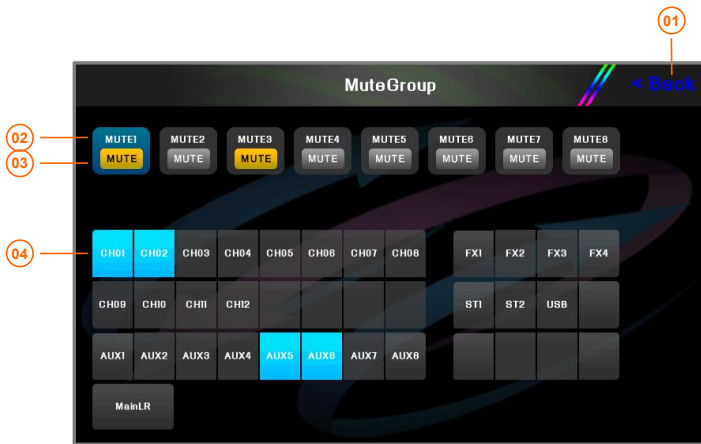 01
MuteGroup
< Back
02
MUTE1 MUTE2 MUTE3 MUTE4 MUTE5 MUTE6 MUTE7 MUTE8
03
MUTE MUTE MUTE MUTE MUTE MUTE MUTE MUTE
04
CH01 CH02 CH03 CH04 CH05 CH06 CH07 CH08 FX1 FX2 FX3 FX4
CH09 CH10 CH11 CH12 ST1 ST2 USB
AUX1 AUX2 AUX3 AUX4 AUX5 AUX6 AUX7 AUX8
MainLR